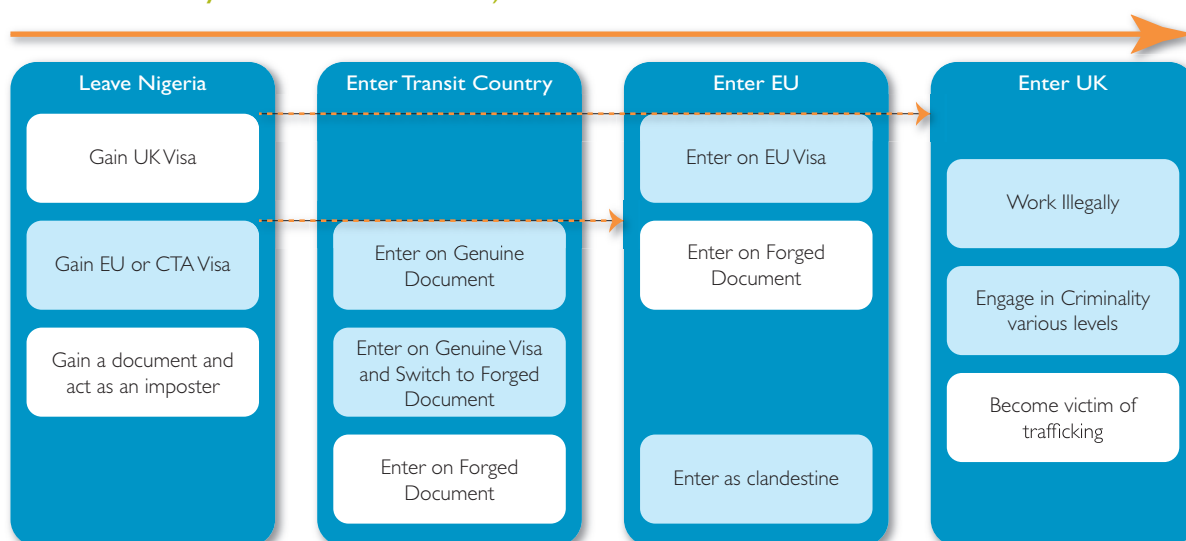 Leave Nigeria
Gain UK Visa
Gain EU or CTA Visa
Gain a document and
act as an imposter
Enter Transit Country
Enter on Genuine
Document
Enter on Genuine Visa
and Switch to Forged
Document
Enter on Forged
Document
Enter EU
Enter on EU Visa
Enter on Forged
Document
Enter as clandestine
Enter UK
Work Illegally
Engage in Criminality
various levels
Become victim of
trafficking